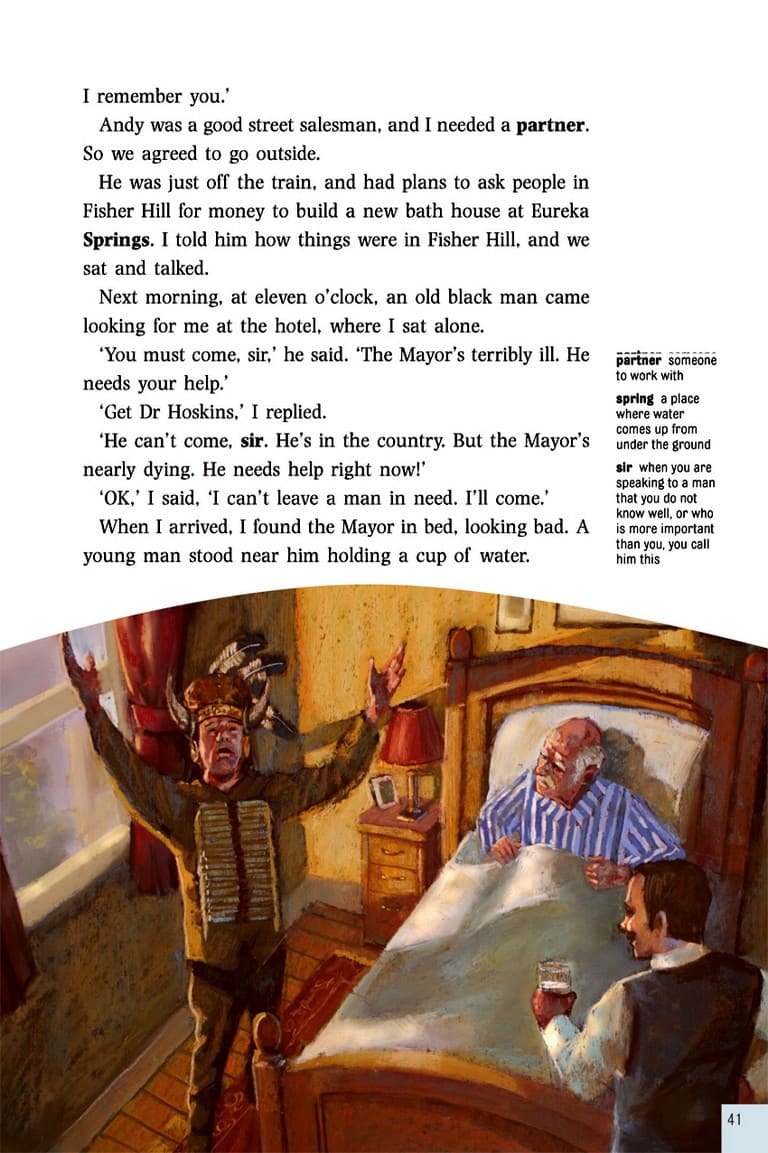 I remember you.’
Andy was a good street salesman, and I needed a partner.
So we agreed to go outside.
He was just off the train, and had plans to ask people in
Fisher Hill for money to build a new bath house at Eureka
Springs. I told him how things were in Fisher Hill, and we
sat and talked.
Next morning, at eleven o’clock, an old black man came
looking for me at the hotel, where I sat alone.
‘You must come, sir,’ he said. ‘The Mayor’s terribly ill. He
needs your help.’
‘Get Dr Hoskins,’ I replied.
‘He can’t come, sir. He’s in the country. But the Mayor’s
nearly dying. He needs help right now!’
‘OK,’ I said, ‘I can’t leave a man in need. I’ll come.’
When I arrived, I found the Mayor in bed, looking bad. A
young man stood near him holding a cup of water.
partner someone
to work with
spring a place
where water
comes up from
under the ground
sir when you are
speaking to a man
that you do not
know well, or who
is more important
than you, you call
him this
41